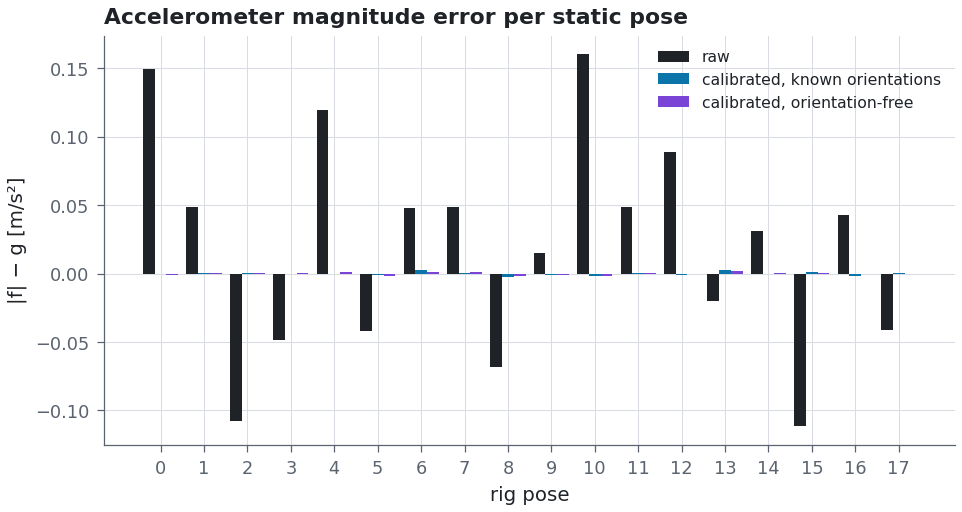 Accelerometer magnitude error per static pose
raw
calibrated, known orientations
calibrated, orientation-free
|f| − g [m/s²]
0.15
0.10
0.05
0.00
−0.05
−0.10
0 1 2 3 4 5 6 7 8 9 10 11 12 13 14 15 16 17
rig pose